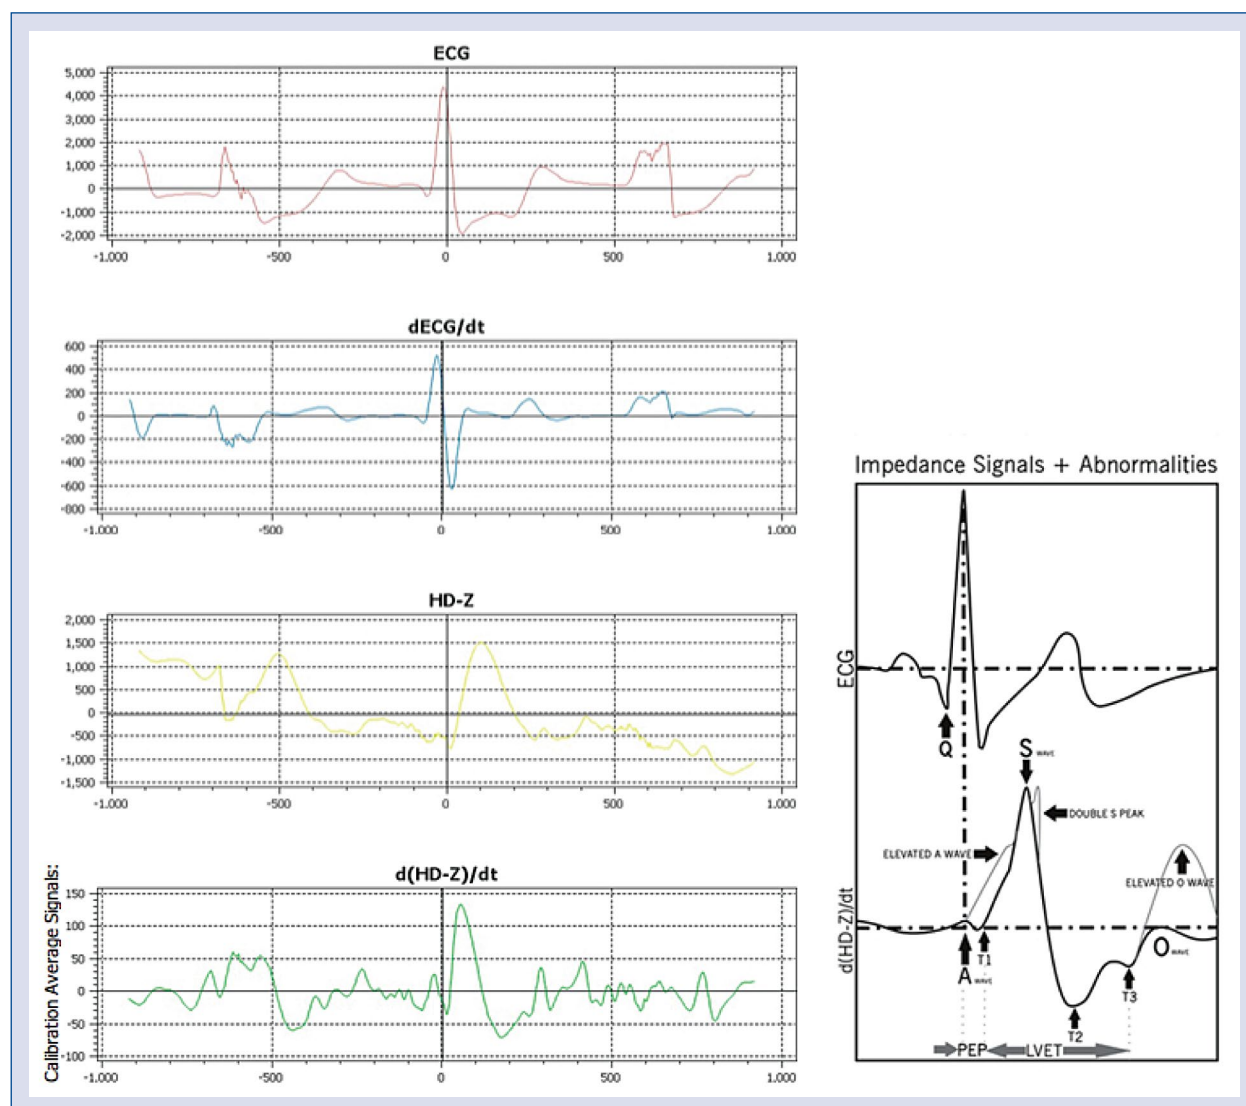 ECG
5,000
4,000
3,000
2,000
1,000
0
-1,000
-2,000
-1.000
-500
0
500
1.000
dECG/dt
600
400
200
0
-200
-400
-600
-800
-1.000
-500
0
500
1.000
HD-Z
2,000
1,500
1,000
500
0
-500
-1,000
-1,500
-1.000
-500
0
500
1.000
Calibration Average Signals:
d(HD-Z)/dt
150
100
50
0
-50
-100
-1.000
-500
0
500
1.000
Impedance Signals + Abnormalities
ECG
Q
S WAVE
DOUBLE S PEAK
ELEVATED A WAVE
ELEVATED O WAVE
d(HD-Z)/dt
O WAVE
T1
A WAVE
T3
T2
PEP LVET